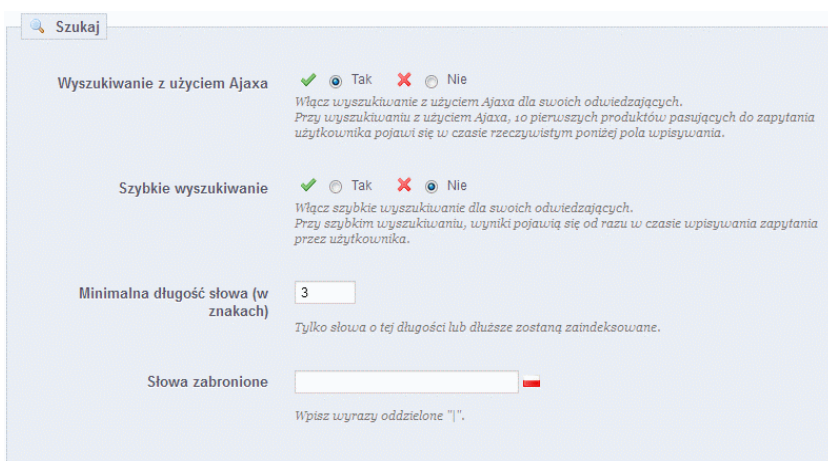 Szukaj
Wyszukiwanie z użyciem Ajaxa
Tak Nie
Włącz wyszukiwanie z użyciem Ajaxa dla swoich odwiedzających.
Przy wyszukiwaniu z użyciem Ajaxa, 10 pierwszych produktów pasujących do zapytania
użytkownika pojawi się w czasie rzeczywistym poniżej pola wpisywania.
Szybkie wyszukiwanie
Tak Nie
Włącz szybkie wyszukiwanie dla swoich odwiedzających.
Przy szybkim wyszukiwaniu, wyniki pojawią się od razu w czasie wpisywania zapytania
przez użytkownika.
Minimalna długość słowa (w
znakach)
3
Tylko słowa o tej długości lub dłuższe zostaną zaindeksowane.
Słowa zabronione
Wpisz wyrazy oddzielone "|".